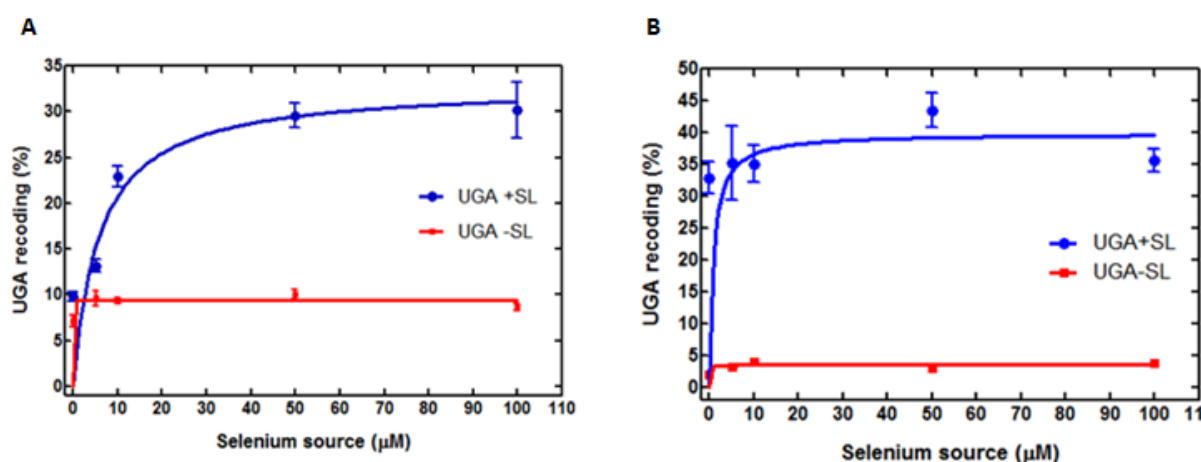 A
UGA recoding (%)
35
30
25
20
15
10
5
0
UGA +SL
UGA -SL
0 10 20 30 40 50 60 70 80 90 100 110
Selenium source (µM)
B
UGA recoding (%)
50
45
40
35
30
25
20
15
10
5
0
UGA+SL
UGA-SL
0 10 20 30 40 50 60 70 80 90 100 11
Selenium source (µM)